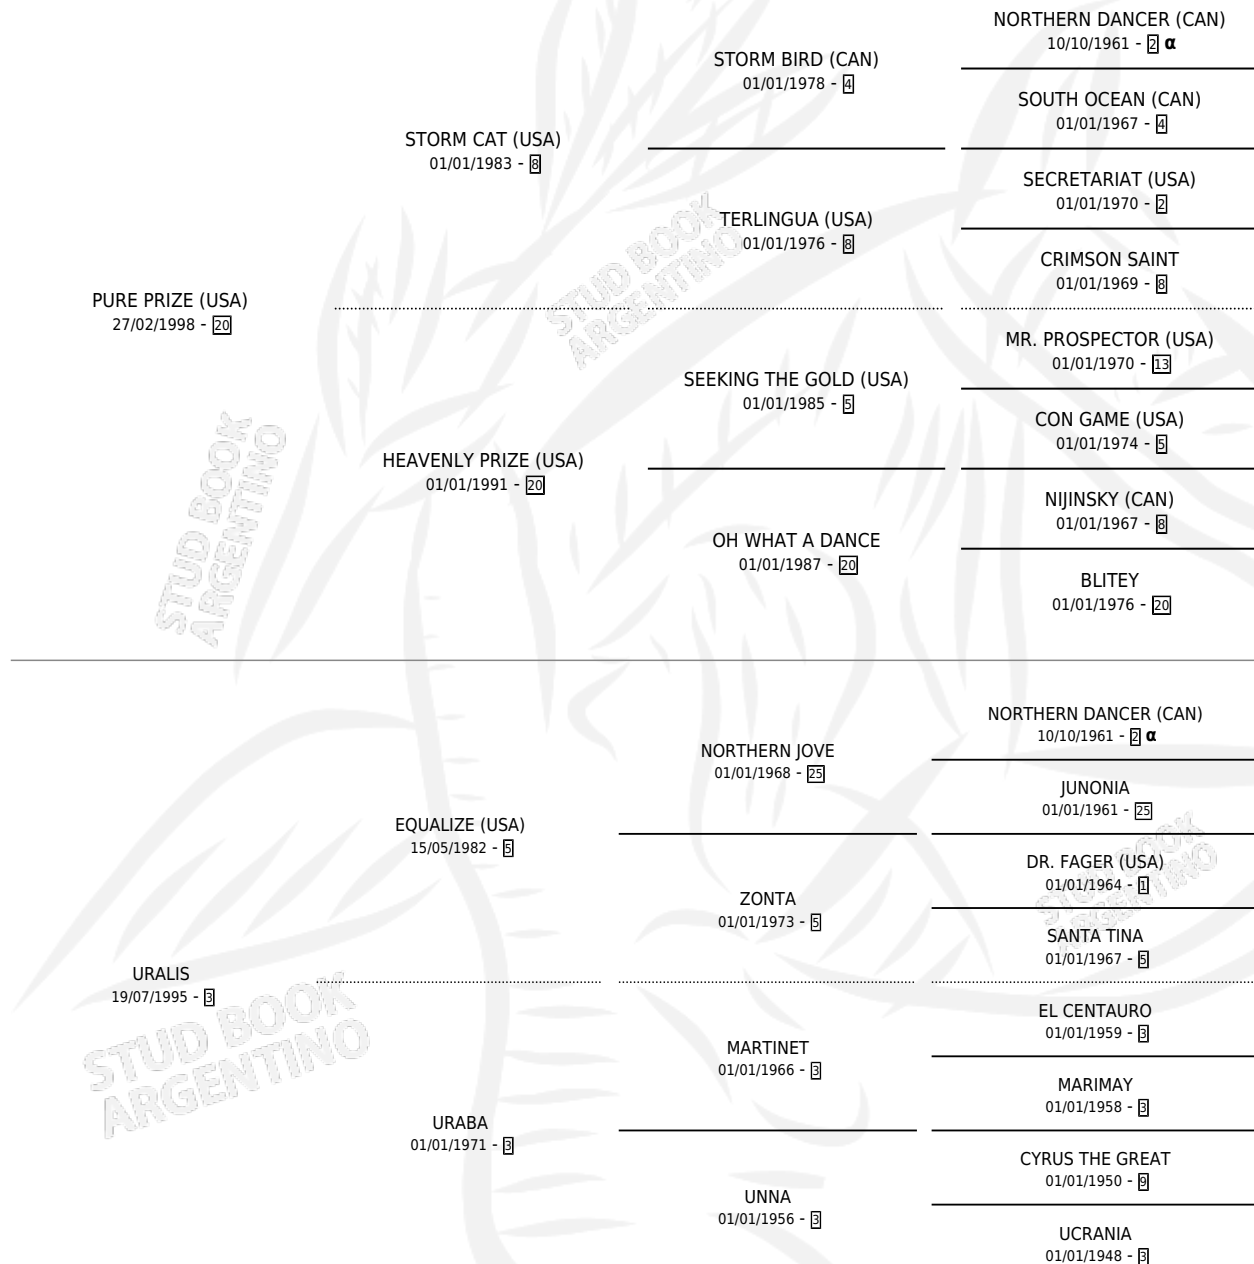 NORTHERN DANCER (CAN)
10/10/1961 - 2 α
STORM BIRD (CAN)
01/01/1978 - 4
SOUTH OCEAN (CAN)
01/01/1967 - 4
STORM CAT (USA)
01/01/1983 - 8
SECRETARIAT (USA)
01/01/1970 - 2
TERLINGUA (USA)
01/01/1976 - 8
CRIMSON SAINT
01/01/1969 - 8
PURE PRIZE (USA)
27/02/1998 - 20
MR. PROSPECTOR (USA)
01/01/1970 - 13
SEEKING THE GOLD (USA)
01/01/1985 - 5
CON GAME (USA)
01/01/1974 - 5
HEAVENLY PRIZE (USA)
01/01/1991 - 20
NIJINSKY (CAN)
01/01/1967 - 8
OH WHAT A DANCE
01/01/1987 - 20
BLITEY
01/01/1976 - 20
STUD BOOK
ARGENTINO
STUD BOOK
ARGENTINO
NORTHERN DANCER (CAN)
10/10/1961 - 2 α
NORTHERN JOVE
01/01/1968 - 25
JUNONIA
01/01/1961 - 25
EQUALIZE (USA)
15/05/1982 - 5
DR. FAGER (USA)
01/01/1964 - 1
ZONTA
01/01/1973 - 5
SANTA TINA
01/01/1967 - 5
URALIS
19/07/1995 - 3
EL CENTAURO
01/01/1959 - 3
MARTINET
01/01/1966 - 3
MARIMAY
01/01/1958 - 3
URABA
01/01/1971 - 3
CYRUS THE GREAT
01/01/1950 - 9
UNNA
01/01/1956 - 3
UCRANIA
01/01/1948 - 3
STUD BOOK
ARGENTINO
STUD BOOK
ARGENTINO